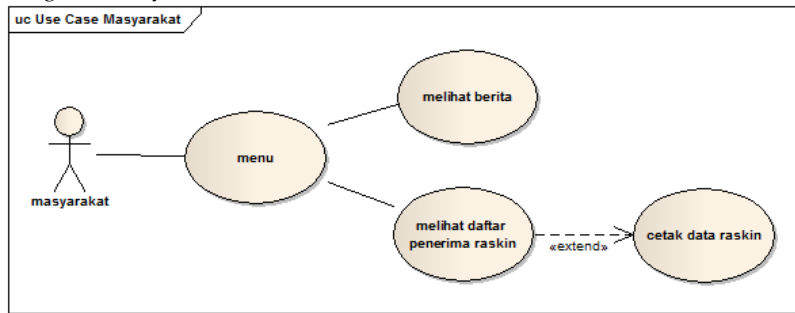 uc Use Case Masyarakat
melihat berita
menu
masyarakat
melihat daftar
penerima raskin
«extend»
cetak data raskin